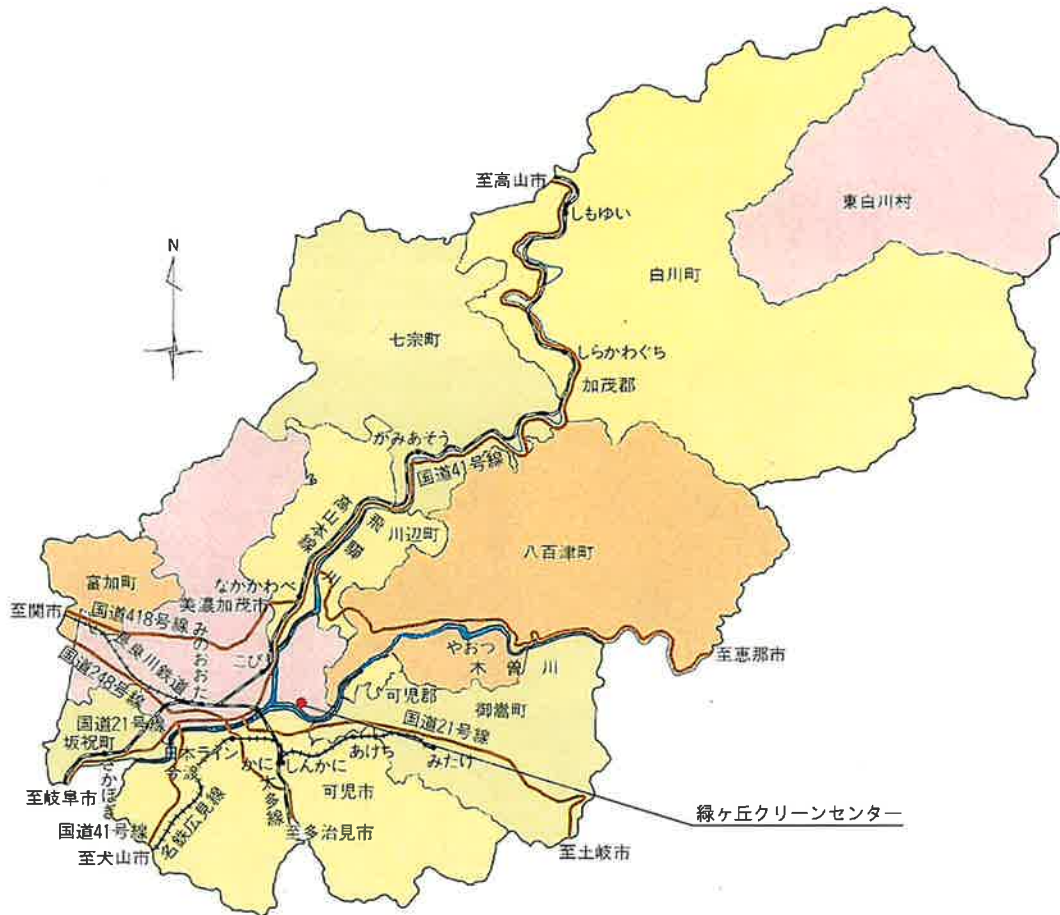 至高山市
しもゆい
東白川村
白川町
N
七宗町
しらかわぐち
加茂郡
かみあそう
国道41号線
高山本線
飛騨川
川辺町
八百津町
富加町
なかかわべ
美濃加茂市
至関市
国道418号線
みのおおた
長良川鉄道
国道248号線
こび
やおつ
木曽川
至恵那市
可児郡
御嵩町
国道21号線
国道21号線
坂祝町
さかほぎ
日本ライン今渡
かに
しんかに
あけち
みたけ
太多線
可児市
至岐阜市
国道41号線
名鉄広見線
至犬山市
至多治見市
至土岐市
緑ヶ丘クリーンセンター